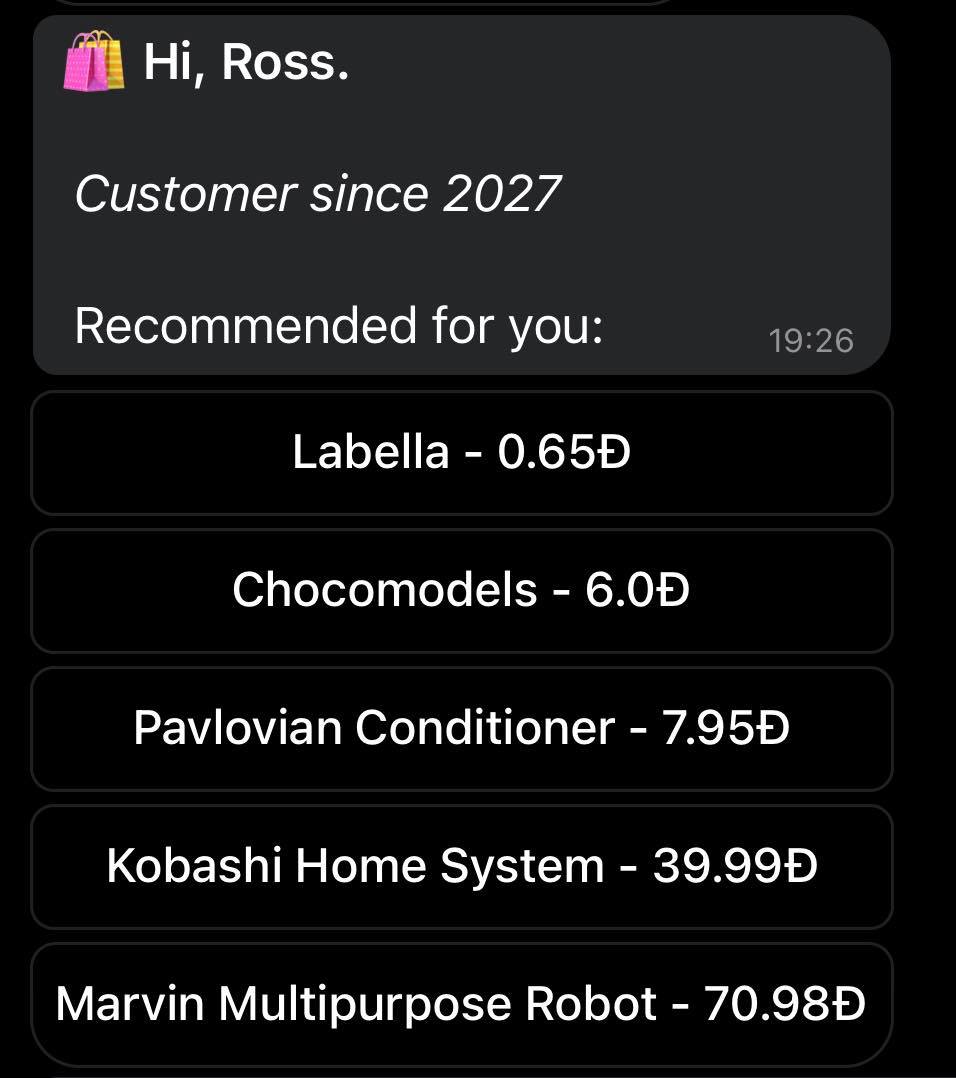 Hi, Ross.
Customer since 2027
Recommended for you:
19:26
Labella - 0.65Đ
Chocomodels - 6.0Đ
Pavlovian Conditioner - 7.95Đ
Kobashi Home System - 39.99Đ
Marvin Multipurpose Robot - 70.98Đ